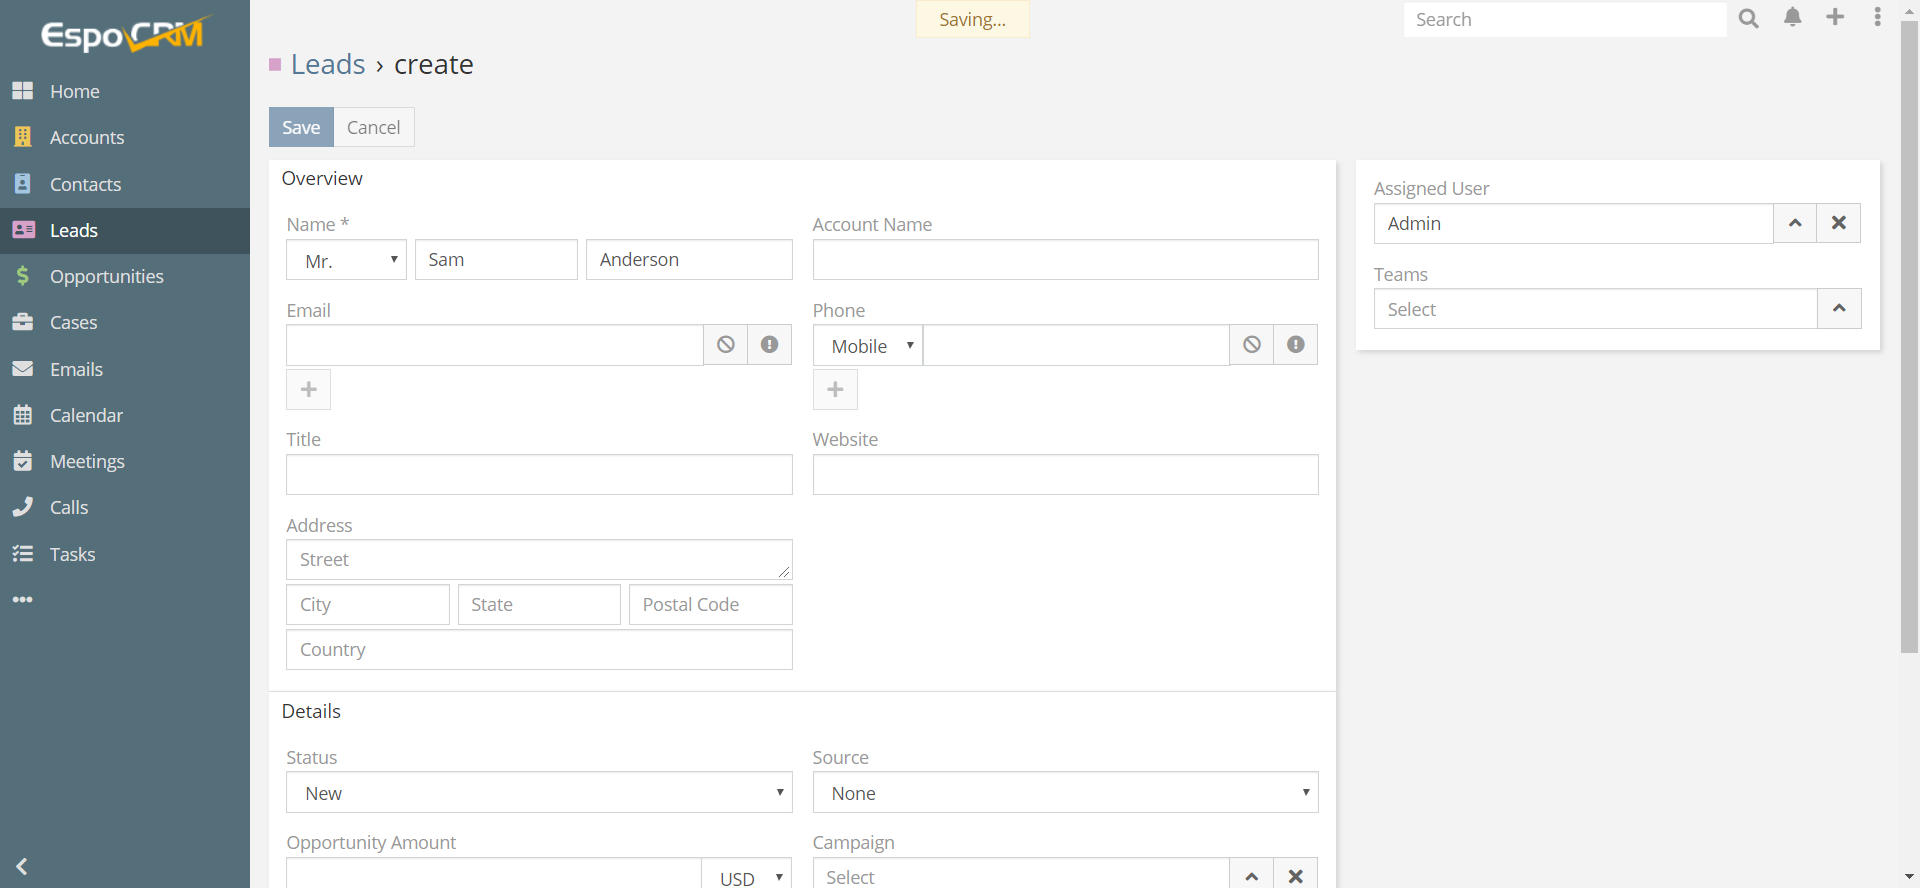 EspoCRM
Saving...
Search
Home
Accounts
Contacts
Leads
Opportunities
Cases
Emails
Calendar
Meetings
Calls
Tasks
Leads › create
Save Cancel
Overview
Name * Account Name
Mr. Sam Anderson
Email Phone
Mobile
Title Website
Address
Street
City State Postal Code
Country
Details
Status Source
New None
Opportunity Amount Campaign
USD Select
Assigned User
Admin
Teams
Select